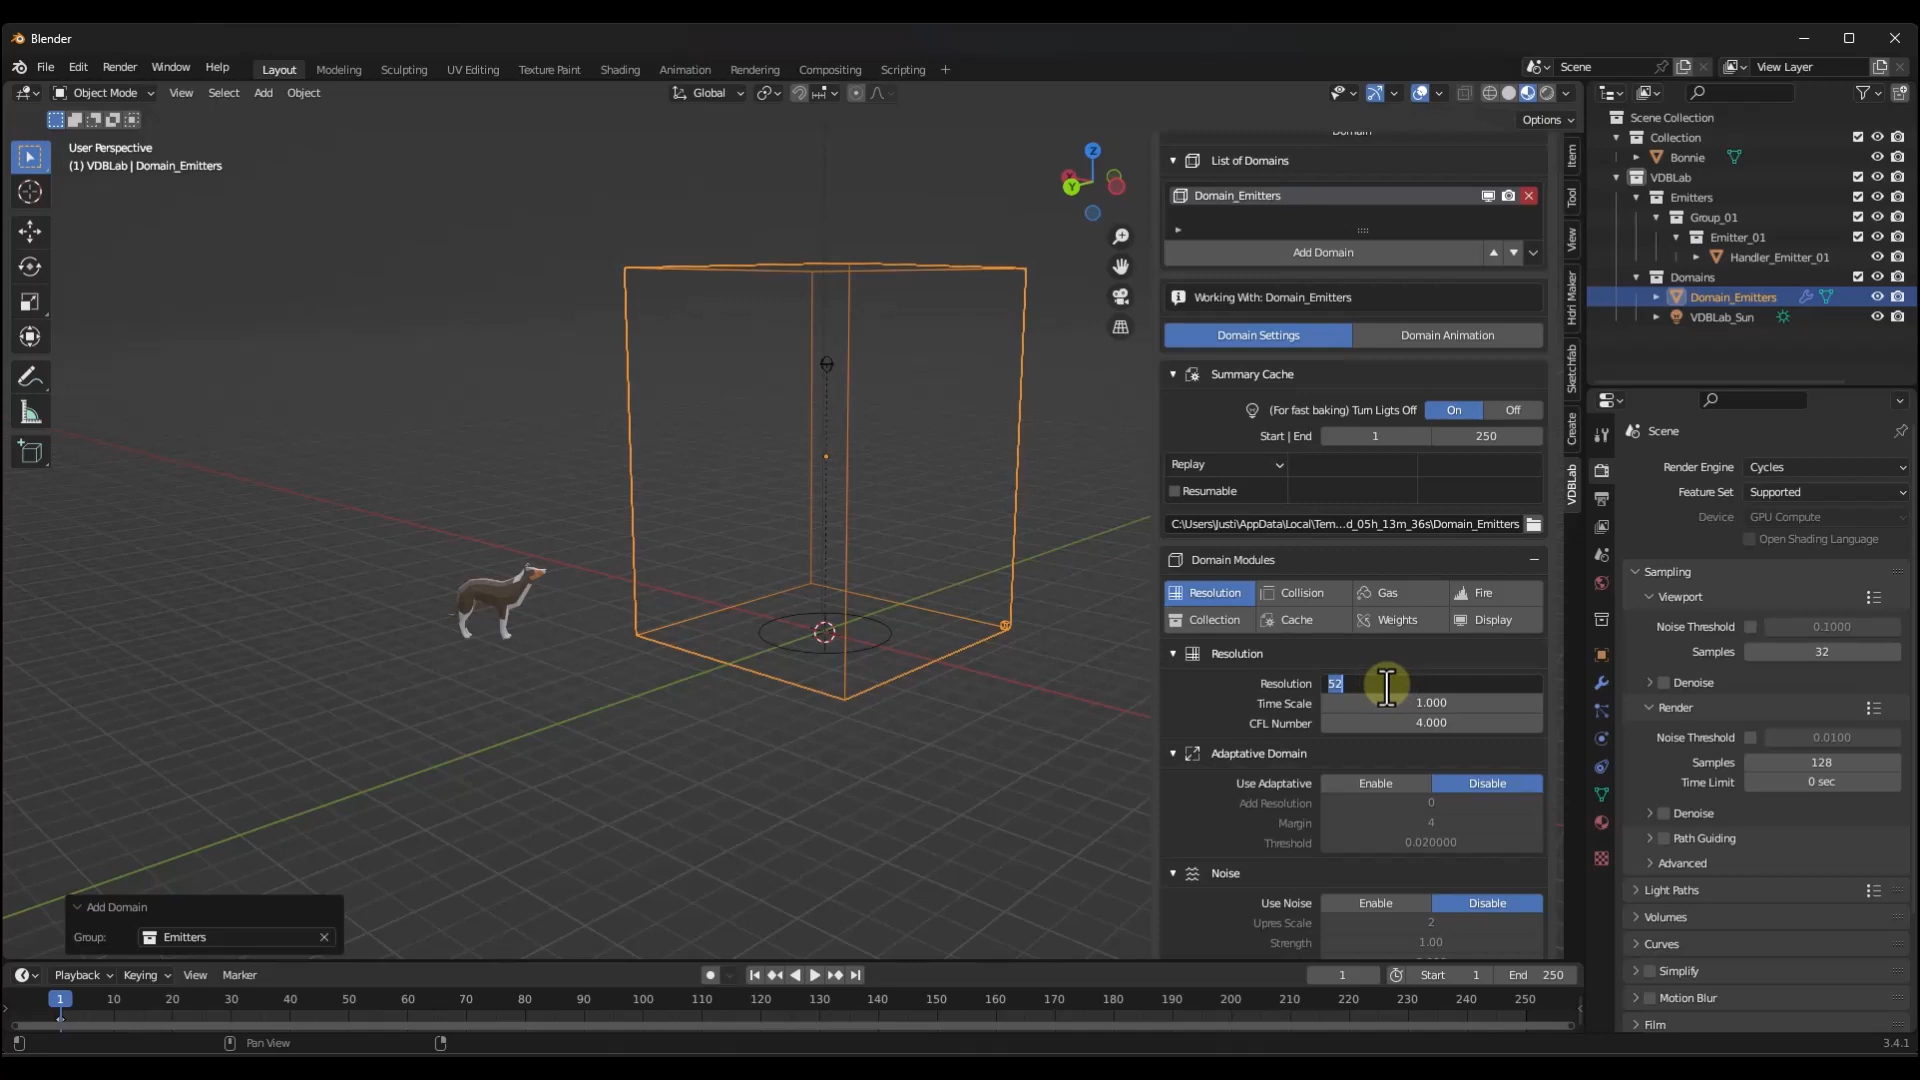 Blender
File Edit Render Window Help
Layout Modeling Sculpting UV Editing Texture Paint Shading Animation Rendering Compositing Scripting +
Scene
View Layer
Object Mode View Select Add Object
Global
Options
User Perspective
(1) VDBLab | Domain_Emitters
Z
Y
Domain
List of Domains
Domain_Emitters
Add Domain
Working With: Domain_Emitters
Domain Settings Domain Animation
Summary Cache
(For fast baking) Turn Ligts Off On Off
Start | End 1 250
Replay
Resumable
C:\Users\Justi\AppData\Local\Tem...d_05h_13m_36s\Domain_Emitters
Domain Modules
Resolution Collision Gas Fire
Collection Cache Weights Display
Resolution
Resolution 52
Time Scale 1.000
CFL Number 4.000
Adaptative Domain
Use Adaptive Enable Disable
Add Resolution 0
Margin 4
Threshold 0.020000
Noise
Use Noise Enable Disable
Upres Scale 2
Strength 1.00
Item
Tool
View
Hdri Maker
Sketchfab
Create
VDBLab
Scene Collection
Collection
Bonnie
VDBLab
Emitters
Group_01
Emitter_01
Handler_Emitter_01
Domains
Domain_Emitters
VDBLab_Sun
Scene
Render Engine Cycles
Feature Set Supported
Device GPU Compute
Open Shading Language
Sampling
Viewport
Noise Threshold 0.1000
Samples 32
Denoise
Render
Noise Threshold 0.0100
Samples 128
Time Limit 0 sec
Denoise
Path Guiding
Advanced
Light Paths
Volumes
Curves
Simplify
Motion Blur
Film
Add Domain
Group: Emitters
Playback Keying View Marker
1 Start 1 End 250
1 10 20 30 40 50 60 70 80 90 100 110 120 130 140 150 160 170 180 190 200 210 220 230 240 250
Pan View
3.4.1